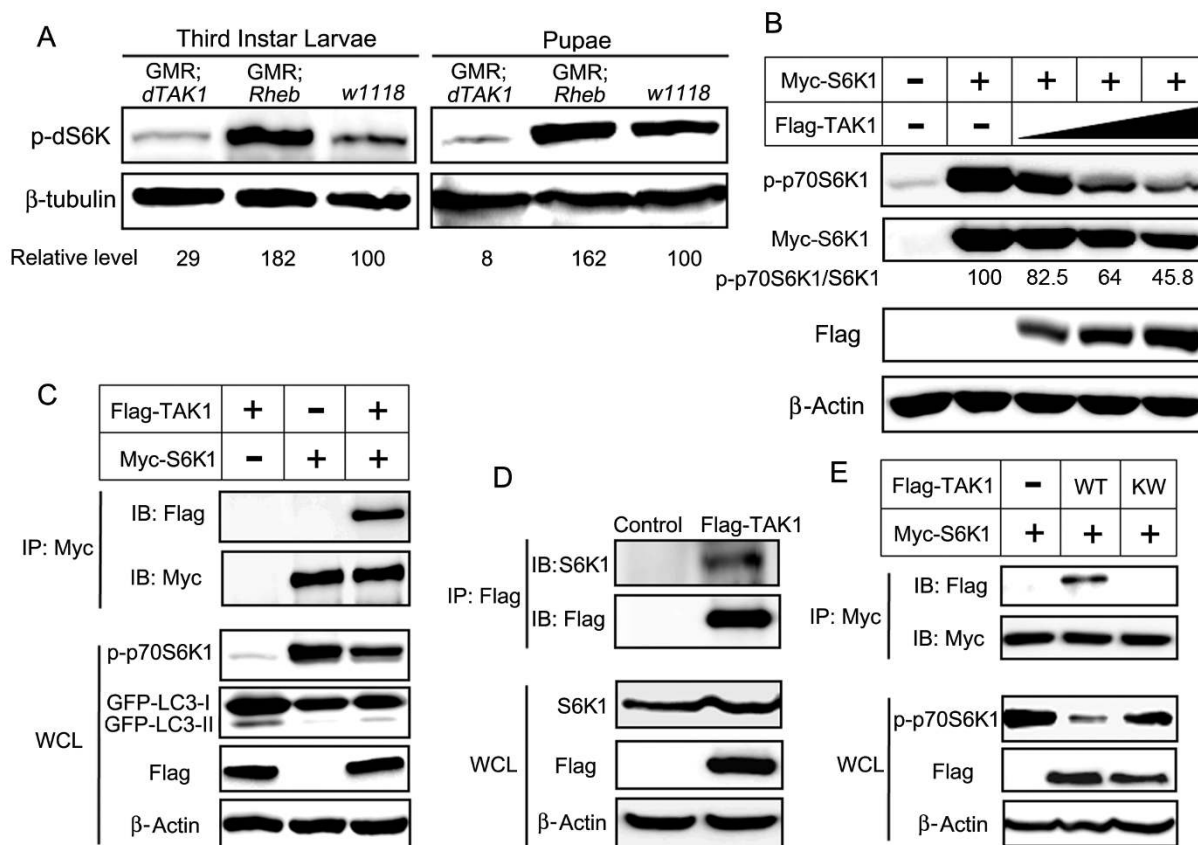 A
Third Instar Larvae
Pupae
GMR; dTAK1
GMR; Rheb
w1118
GMR; dTAK1
GMR; Rheb
w1118
p-dS6K
β-tubulin
Relative level 29 182 100 8 162 100
B
Myc-S6K1 - + + + +
Flag-TAK1 - -
p-p70S6K1
Myc-S6K1
p-p70S6K1/S6K1 100 82.5 64 45.8
Flag
β-Actin
C
Flag-TAK1 + - +
Myc-S6K1 - + +
IP: Myc
IB: Flag
IB: Myc
WCL
p-p70S6K1
GFP-LC3-I
GFP-LC3-II
Flag
β-Actin
D
Control Flag-TAK1
IP: Flag
IB:S6K1
IB: Flag
WCL
S6K1
Flag
β-Actin
E
Flag-TAK1 - WT KW
Myc-S6K1 + + +
IP: Myc
IB: Flag
IB: Myc
WCL
p-p70S6K1
Flag
β-Actin